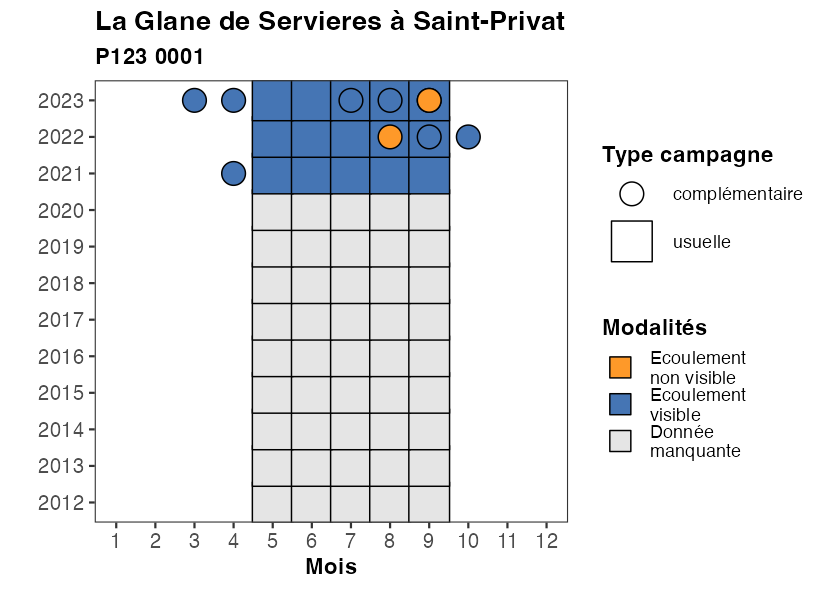 La Glane de Servieres à Saint-Privat
P123 0001
2023
2022
2021
2020
2019
2018
2017
2016
2015
2014
2013
2012
1 2 3 4 5 6 7 8 9 10 11 12
Mois
Type campagne
complémentaire
usuelle
Modalités
Ecoulement
non visible
Ecoulement
visible
Donnée
manquante